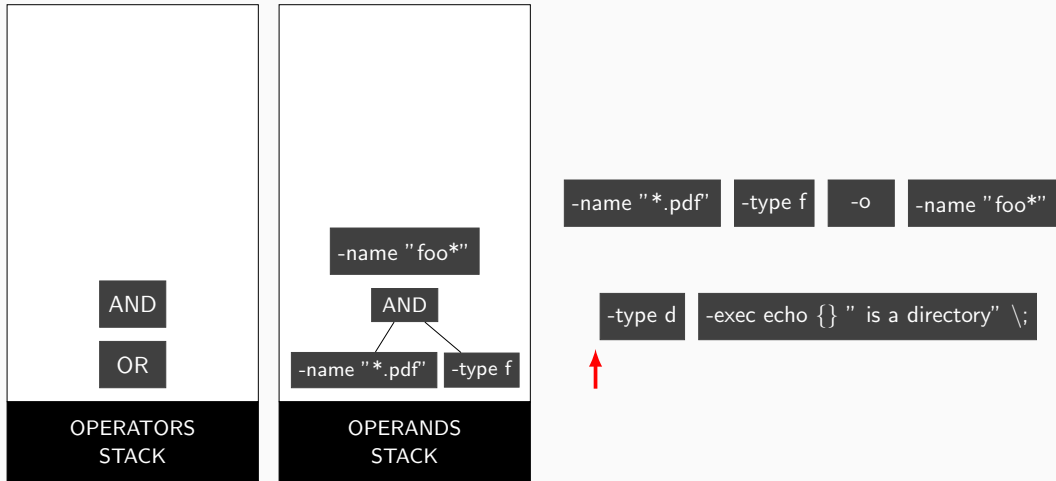 AND
OR
OPERATORS
STACK
-name "foo*"
AND
-name "*.pdf" -type f
OPERANDS
STACK
-name "*.pdf" -type f -o -name "foo*"
-type d -exec echo {} " is a directory" \;